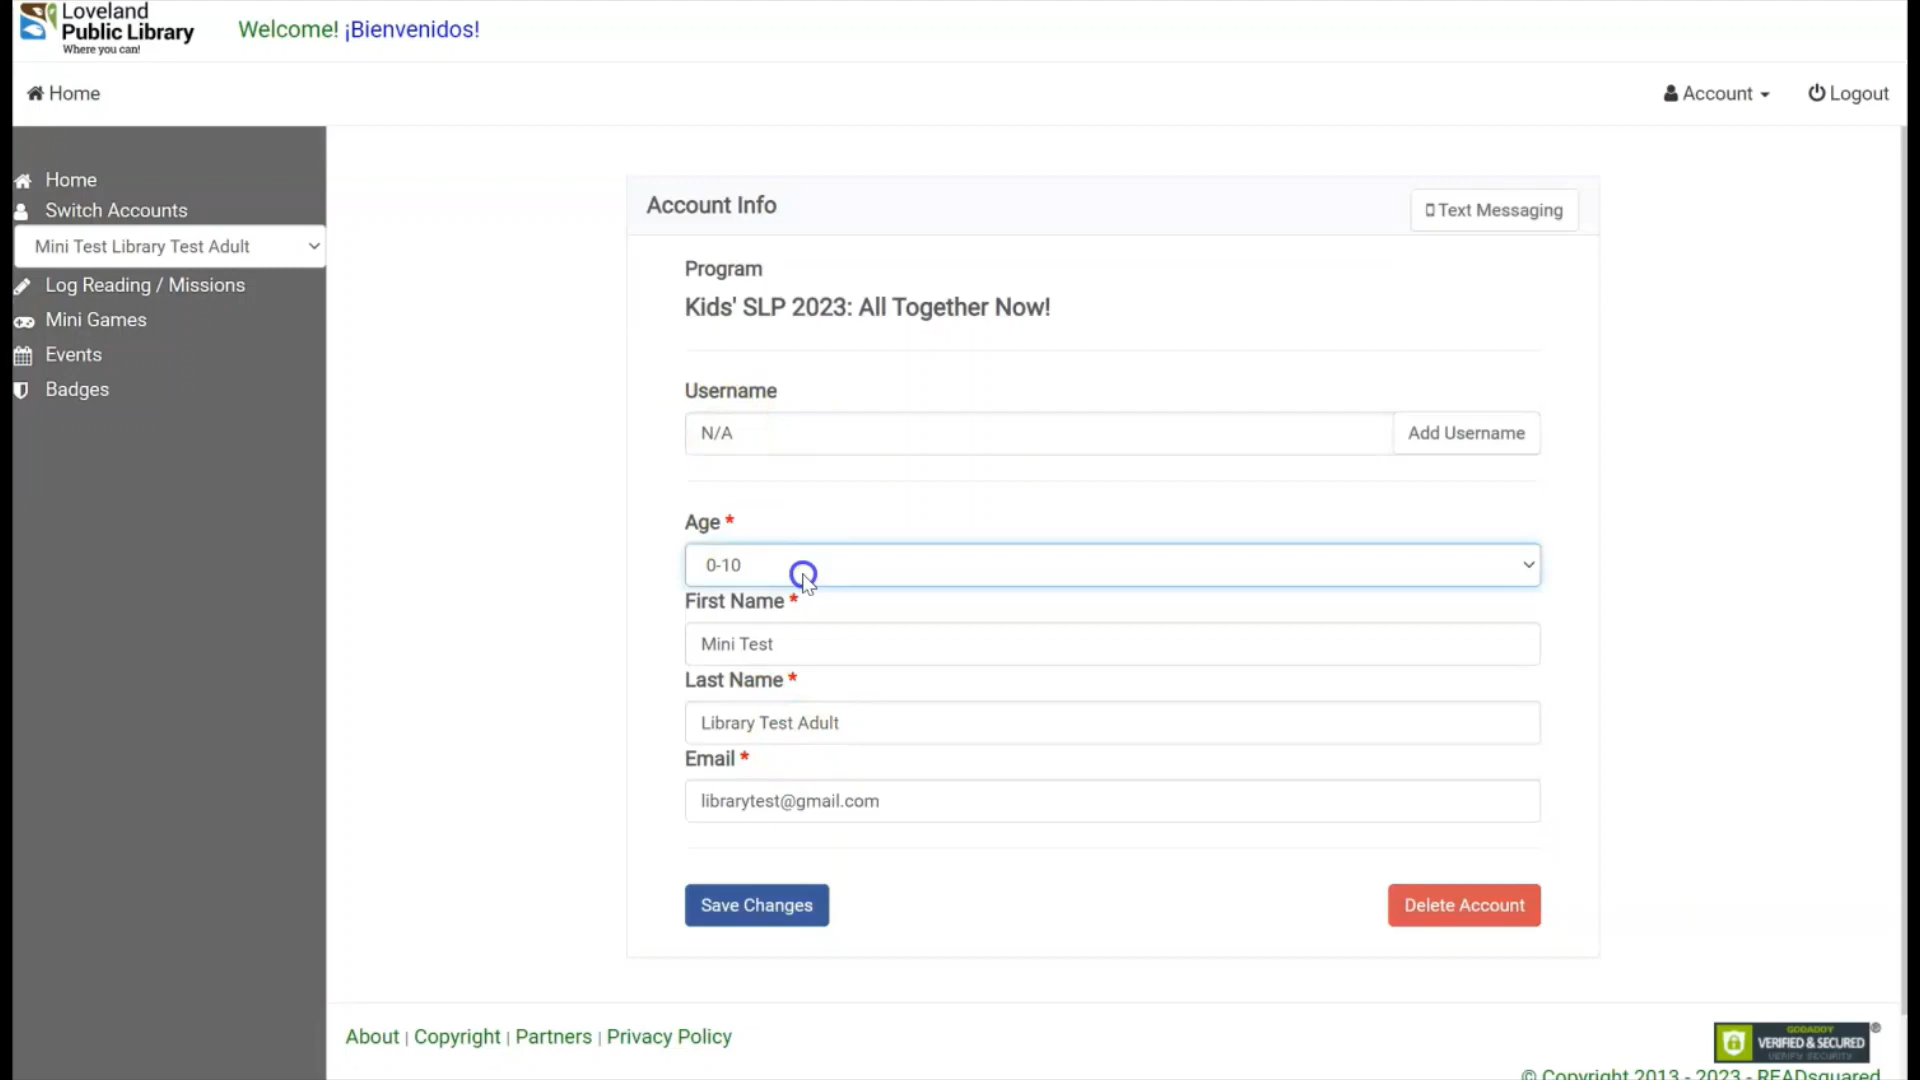 Loveland
Public Library
Where you can!
Welcome! ¡Bienvenidos!
Home
Account
Logout
Home
Switch Accounts
Mini Test Library Test Adult
Log Reading / Missions
Mini Games
Events
Badges
Account Info
Text Messaging
Program
Kids' SLP 2023: All Together Now!
Username
N/A
Add Username
Age *
0-10
First Name *
Mini Test
Last Name *
Library Test Adult
Email *
librarytest@gmail.com
Save Changes
Delete Account
About | Copyright | Partners | Privacy Policy
GODADDY
VERIFIED & SECURED
VERIFY SECURITY
®
© Copyright 2013 - 2023 - READsquared